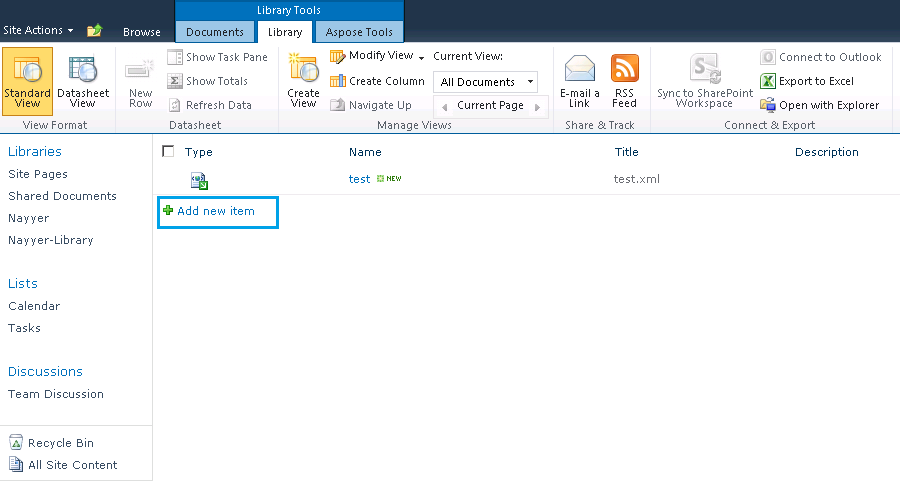 Library Tools
Site Actions
Browse
Documents
Library
Aspose Tools
Standard
View
Datasheet
View
View Format
New
Row
Show Task Pane
Show Totals
Refresh Data
Datasheet
Create
View
Modify View
Create Column
Navigate Up
Current View:
All Documents
Current Page
Manage Views
E-mail a
Link
RSS
Feed
Share & Track
Sync to SharePoint
Workspace
Connect to Outlook
Export to Excel
Open with Explorer
Connect & Export
Libraries
Site Pages
Shared Documents
Nayyer
Nayyer-Library
Lists
Calendar
Tasks
Discussions
Team Discussion
Recycle Bin
All Site Content
Type Name Title Description
test NEW test.xml
Add new item